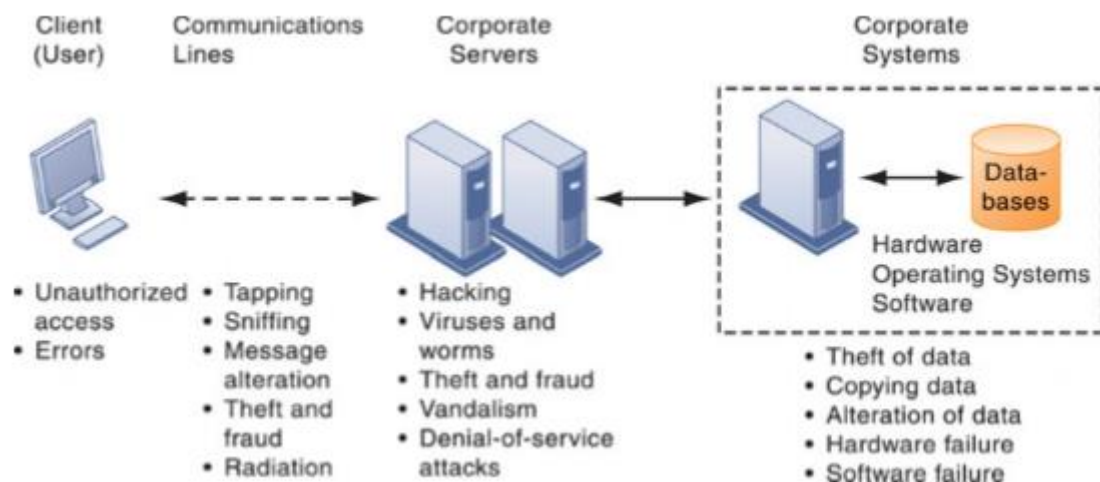 Client
(User)
Communications
Lines
Corporate
Servers
Corporate
Systems
Data-
bases
Hardware
Operating Systems
Software
• Unauthorized
access
• Errors
• Tapping
• Sniffing
• Message
alteration
• Theft and
fraud
• Radiation
• Hacking
• Viruses and
worms
• Theft and fraud
• Vandalism
• Denial-of-service
attacks
• Theft of data
• Copying data
• Alteration of data
• Hardware failure
• Software failure